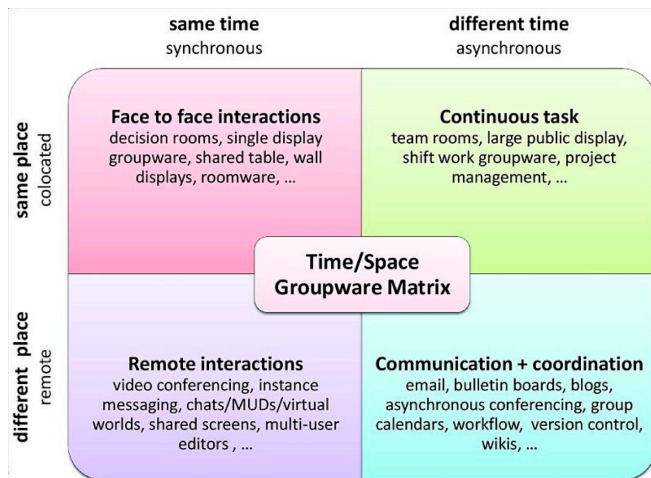 same time
synchronous
different time
asynchronous
same place
colocated
Face to face interactions
decision rooms, single display
groupware, shared table, wall
displays, roomware, ...
Continuous task
team rooms, large public display,
shift work groupware, project
management, ...
Time/Space
Groupware Matrix
different place
remote
Remote interactions
video conferencing, instance
messaging, chats/MUDs/virtual
worlds, shared screens, multi-user
editors , ...
Communication + coordination
email, bulletin boards, blogs,
asynchronous conferencing, group
calendars, workflow, version control,
wikis, ...